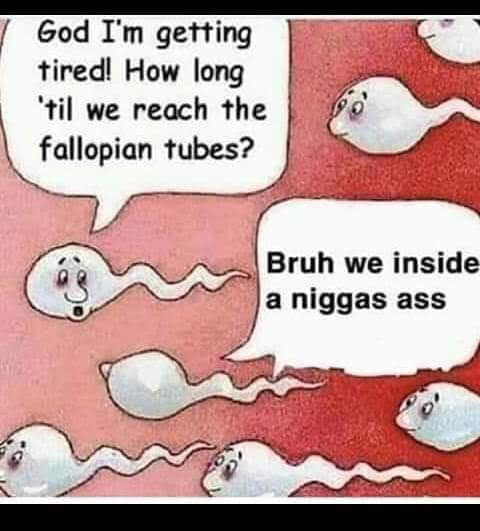 God I'm getting
tired! How long
'til we reach the
fallopian tubes?
Bruh we inside
a niggas ass